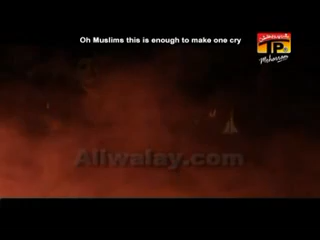 Oh Muslims this is enough to make one cry
TP
Moharram
Aliwalay.com